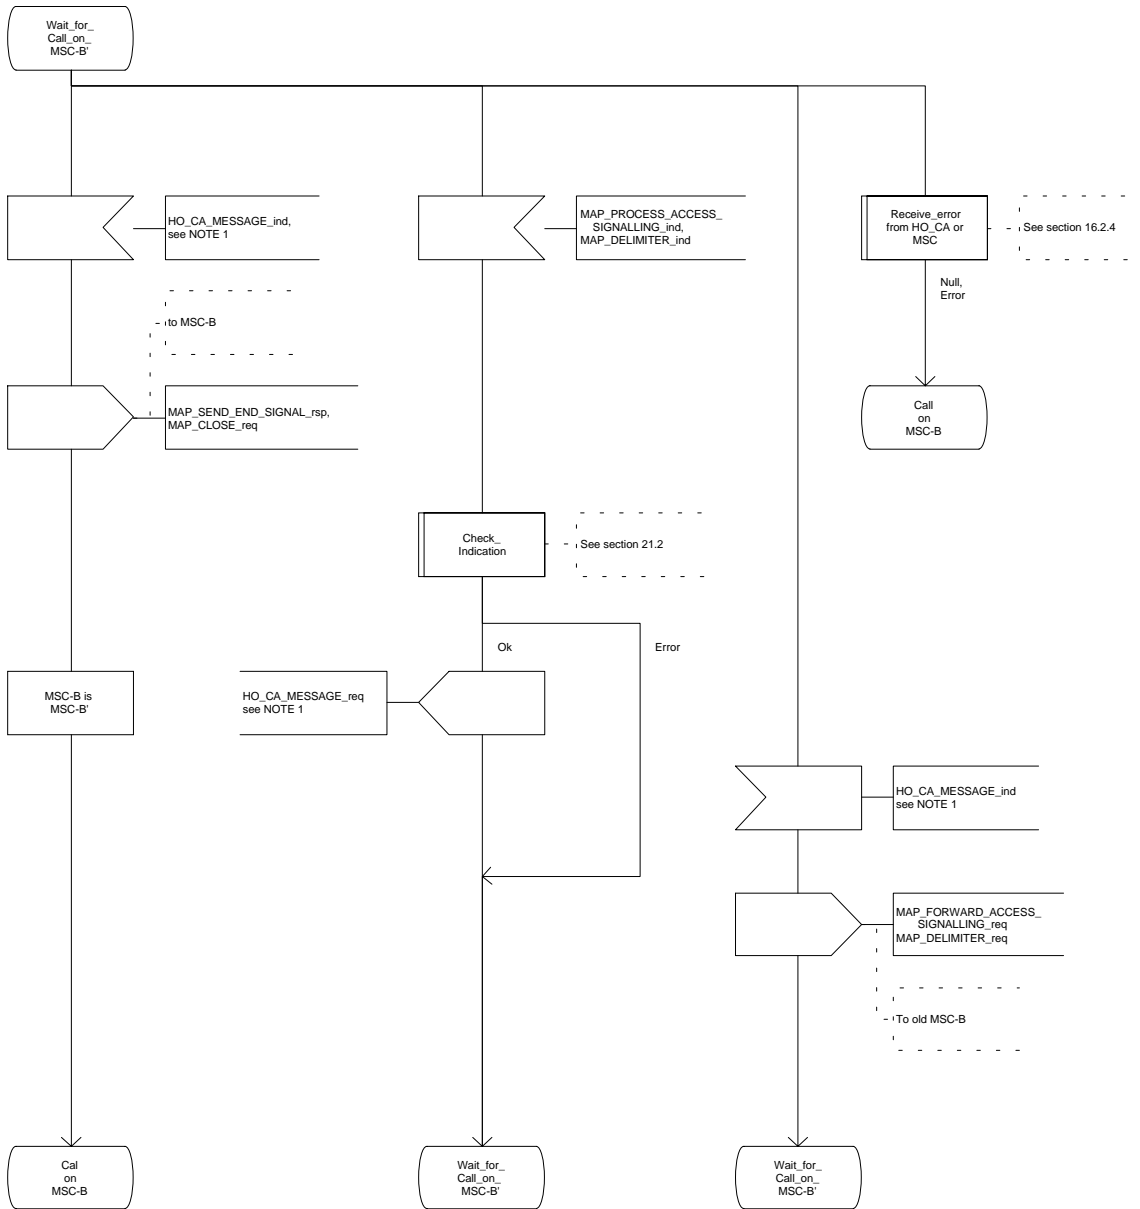 Wait_for_
Call_on_
MSC-B'
HO_CA_MESSAGE_ind,
see NOTE 1
MAP_PROCESS_ACCESS_
SIGNALLING_ind,
MAP_DELIMITER_ind
Receive_error
from HO_CA or
MSC
See section 16.2.4
Null,
Error
to MSC-B
MAP_SEND_END_SIGNAL_rsp,
MAP_CLOSE_req
Call
on
MSC-B
Check_
Indication
See section 21.2
Ok
Error
MSC-B is
MSC-B'
HO_CA_MESSAGE_req
see NOTE 1
HO_CA_MESSAGE_ind
see NOTE 1
MAP_FORWARD_ACCESS_
SIGNALLING_req
MAP_DELIMITER_req
To old MSC-B
Cal
on
MSC-B
Wait_for_
Call_on_
MSC-B'
Wait_for_
Call_on_
MSC-B'